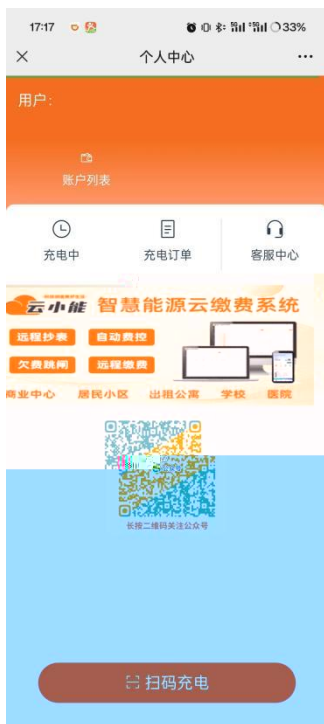 17:17
33%
个人中心
用户:
账户列表
充电中 充电订单 客服中心
云小能 智慧能源云缴费系统
远程抄表 自动费控
欠费跳闸 远程缴费
商业中心 居民小区 出租公寓 学校 医院
长按二维码关注公众号
扫码充电